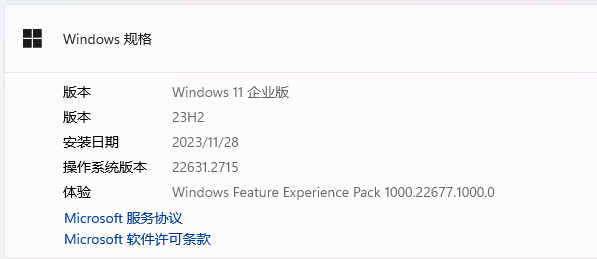 Windows 规格
版本 Windows 11 企业版
版本 23H2
安装日期 2023/11/28
操作系统版本 22631.2715
体验 Windows Feature Experience Pack 1000.22677.1000.0
Microsoft 服务协议
Microsoft 软件许可条款